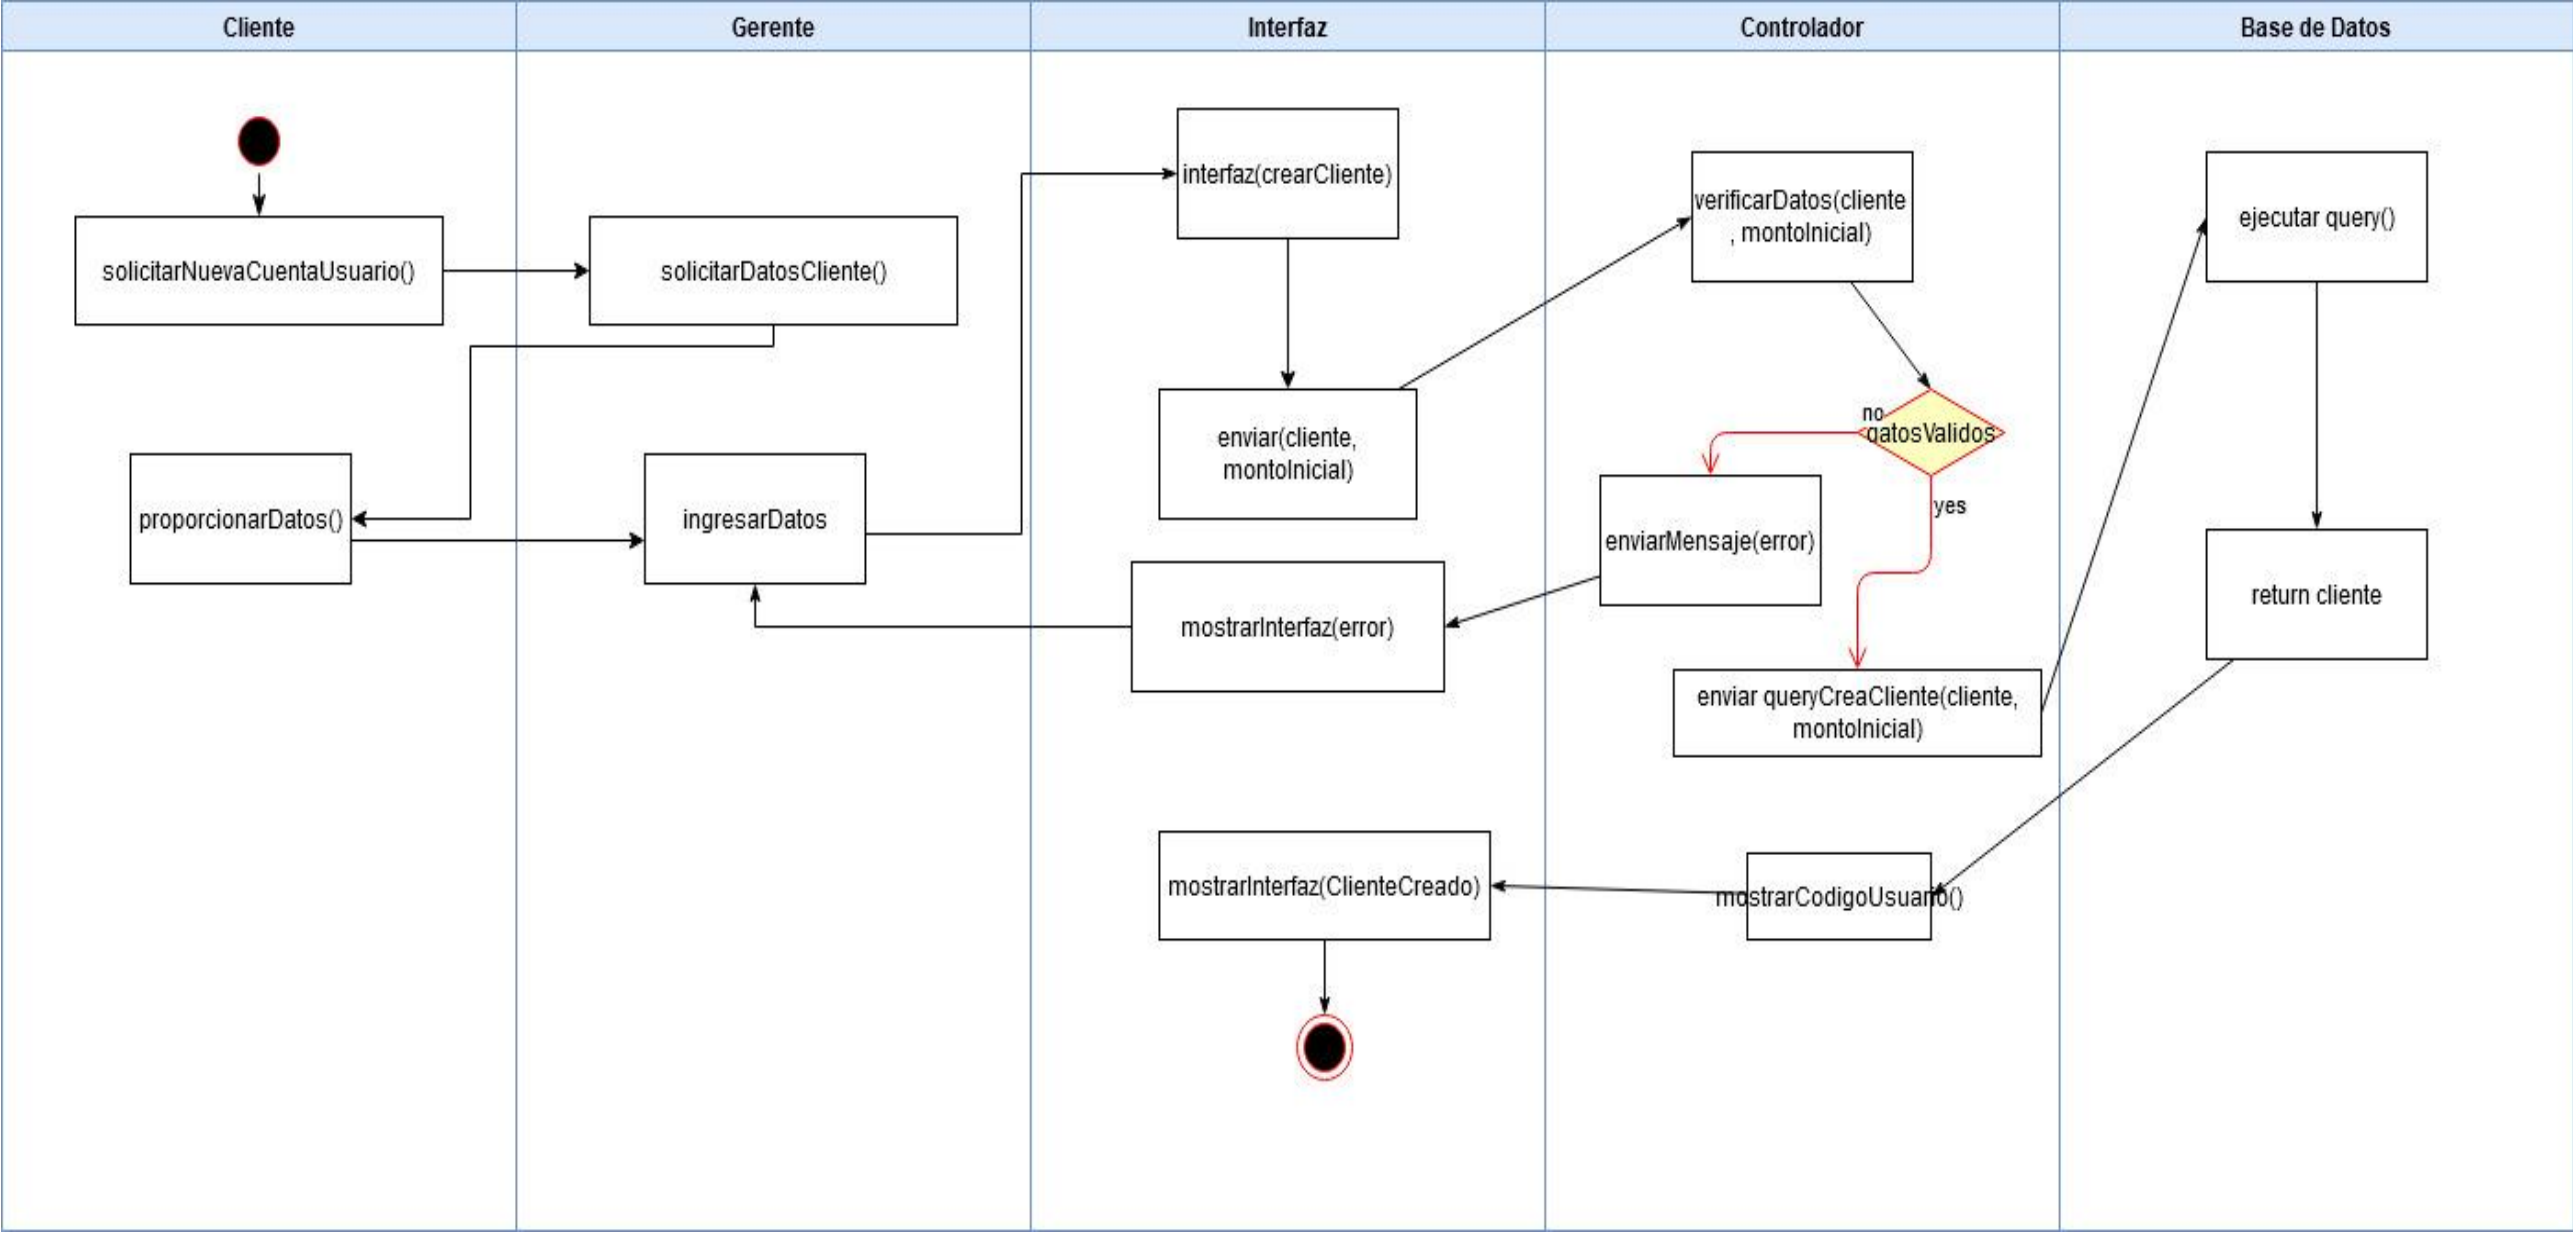 Cliente
Gerente
Interfaz
Controlador
Base de Datos
solicitarNuevaCuentaUsuario()
solicitarDatosCliente()
interfaz(crearCliente)
verificarDatos(cliente
, montoInicial)
ejecutar query()
proporcionarDatos()
ingresarDatos
enviar(cliente,
montoInicial)
no
datosValidos
yes
enviarMensaje(error)
mostrarInterfaz(error)
return cliente
enviar queryCreaCliente(cliente,
montoInicial)
mostrarInterfaz(ClienteCreado)
mostrarCodigoUsuario()